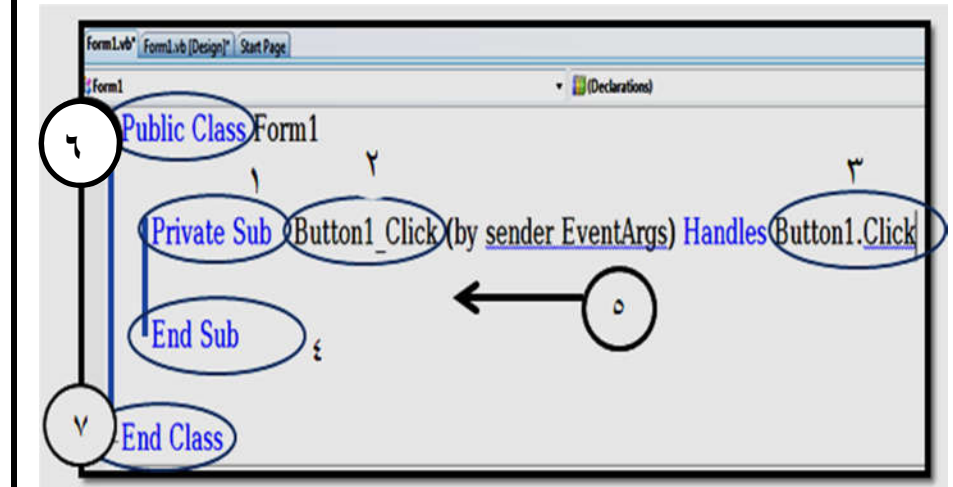 Form1.vb* Form1.vb [Design]* Start Page
Form1 (Declarations)
٦ Public Class Form1
١ ٢ ٣
Private Sub Button1_Click (by sender EventArgs) Handles Button1.Click
٥
End Sub ٤
٧ End Class